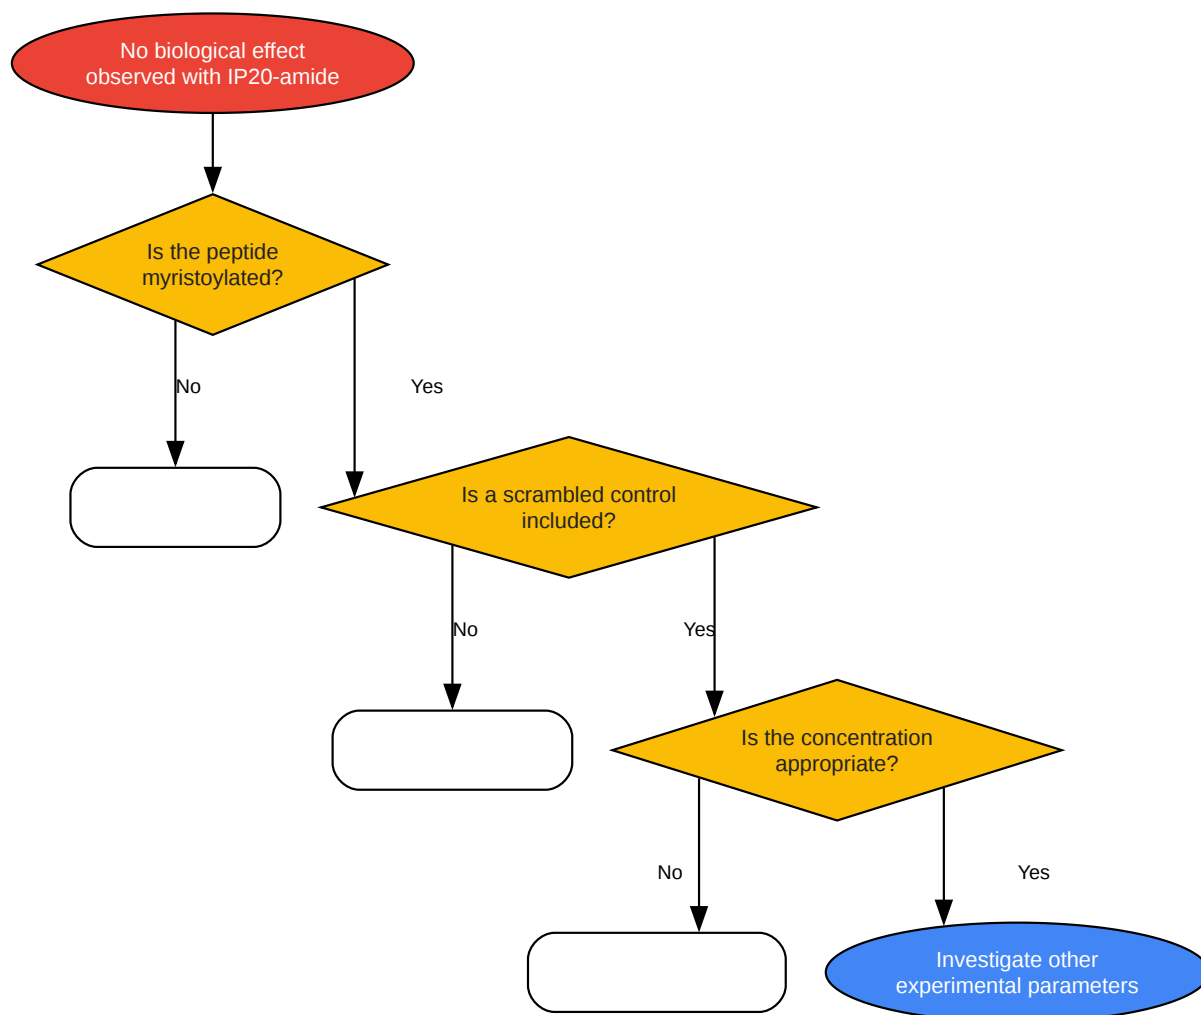 No biological effect
observed with IP20-amide
Is the peptide
myristoylated?
No
Yes
Is a scrambled control
included?
No
Yes
Is the concentration
appropriate?
No
Yes
Investigate other
experimental parameters